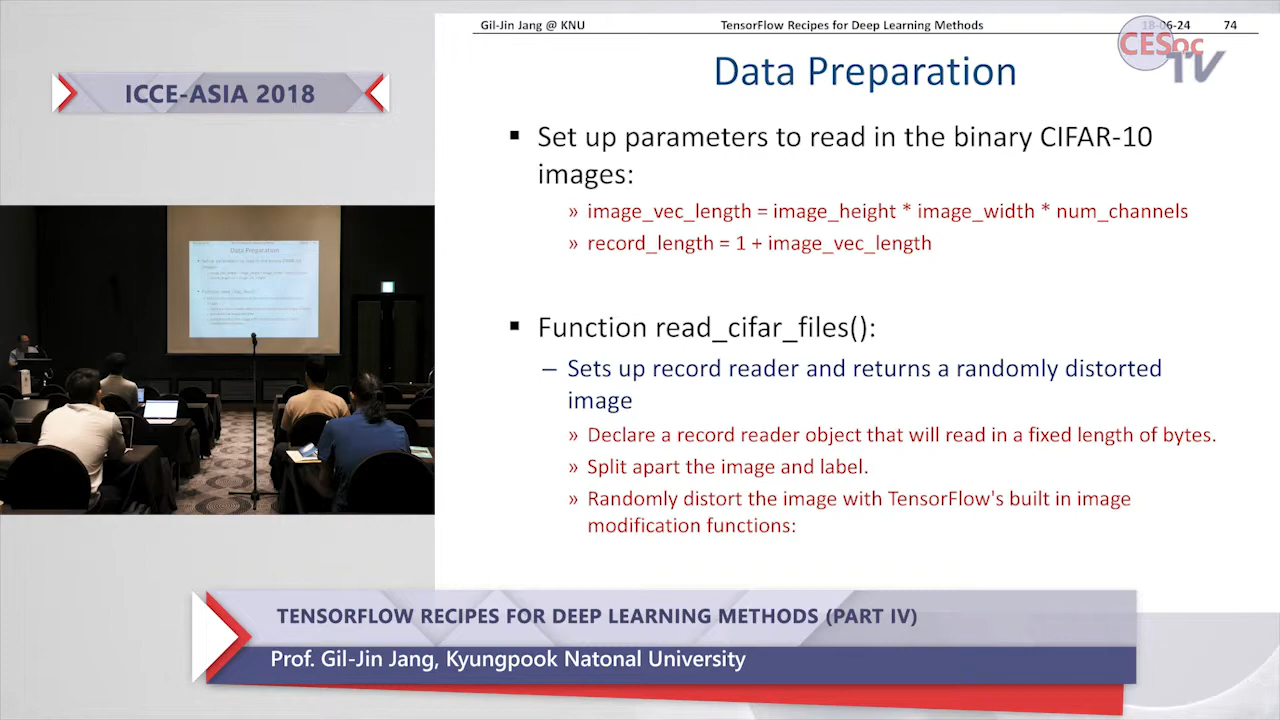 Gil-Jin Jang @ KNU
TensorFlow Recipes for Deep Learning Methods
18-06-24
74
CESoc
TV
ICCE-ASIA 2018
Data Preparation
▪ Set up parameters to read in the binary CIFAR-10
images:
» image_vec_length = image_height * image_width * num_channels
» record_length = 1 + image_vec_length
▪ Function read_cifar_files():
– Sets up record reader and returns a randomly distorted
image
» Declare a record reader object that will read in a fixed length of bytes.
» Split apart the image and label.
» Randomly distort the image with TensorFlow's built in image
modification functions:
Data Preparation
TENSORFLOW RECIPES FOR DEEP LEARNING METHODS (PART IV)
Prof. Gil-Jin Jang, Kyungpook Natonal University